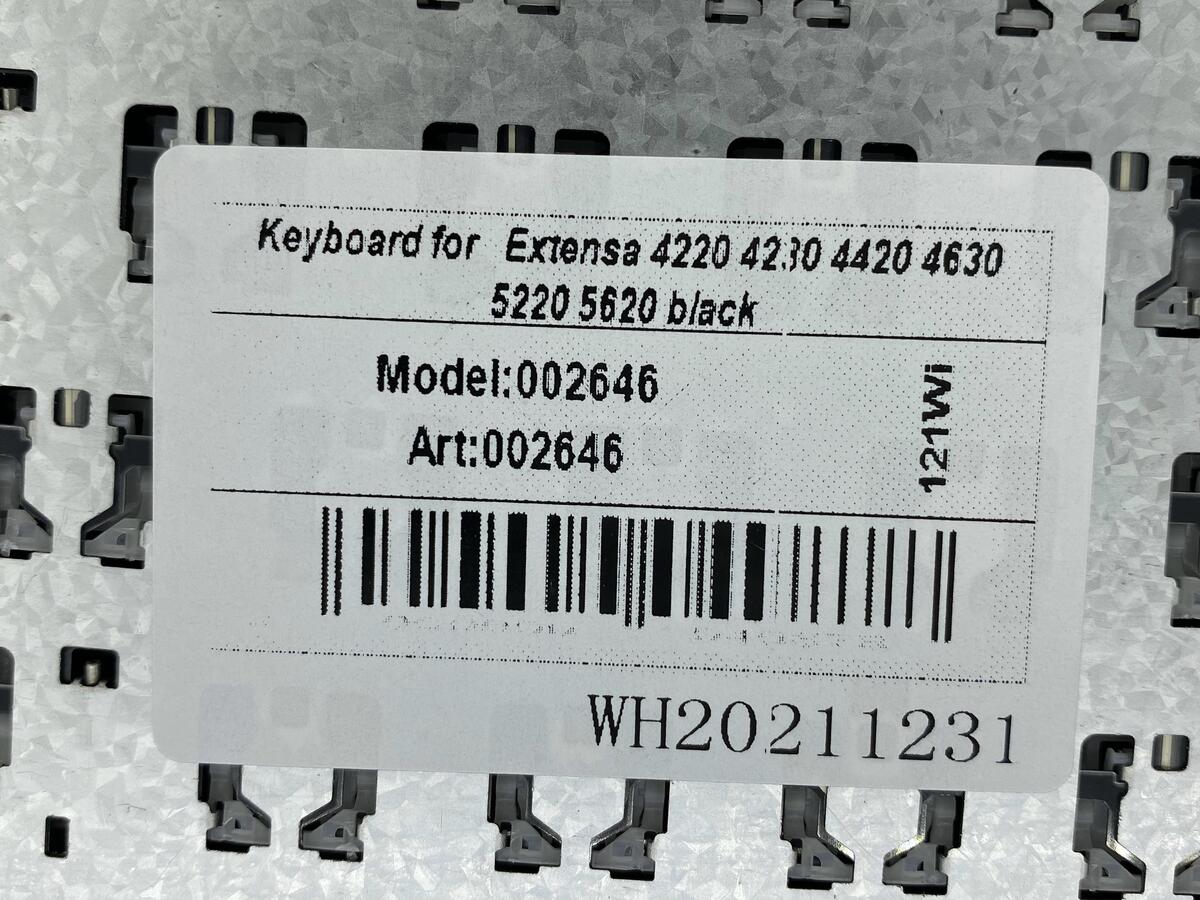 Keyboard for Extensa 4220 4230 4420 4630
5220 5620 black
Model:002646
Art:002646
121Wi
WH20211231